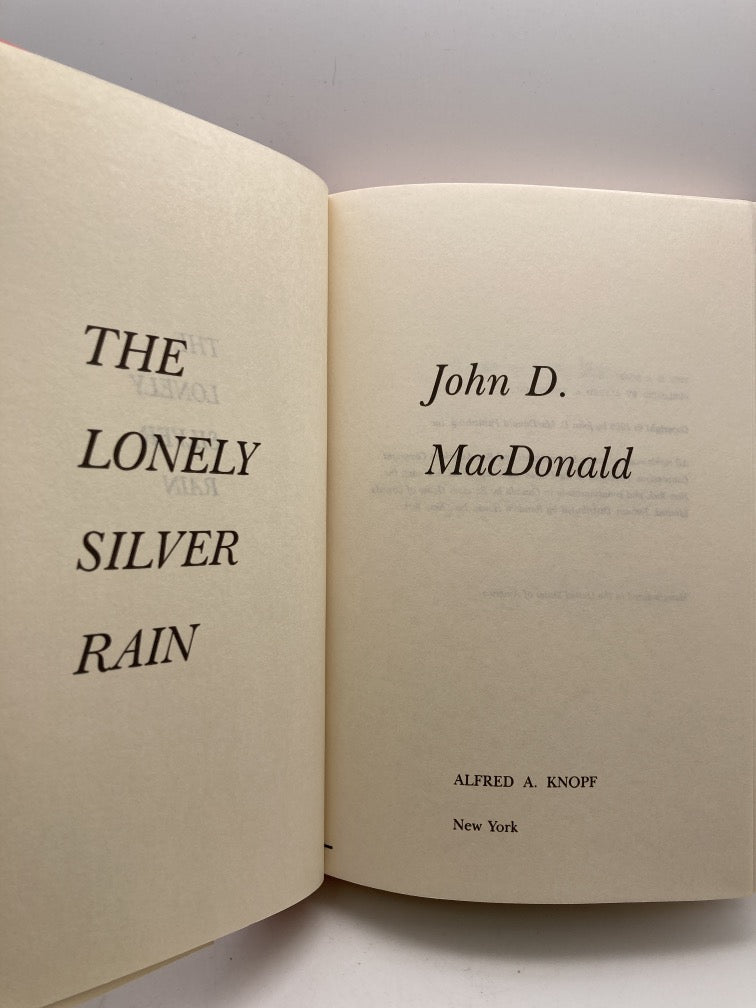 THE
LONELY
SILVER
RAIN
John D.
MacDonald
ALFRED A. KNOPF
New York